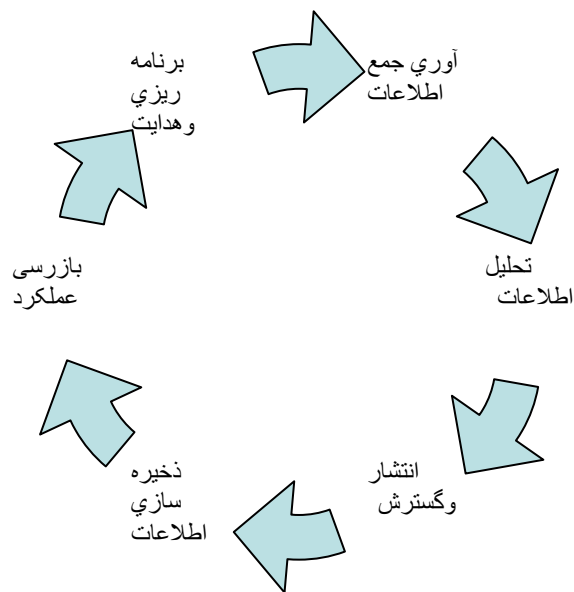 برنامه
ريزي
وهدايت
آوري جمع
اطلاعات
تحليل
اطلاعات
انتشار
وگسترش
ذخيره
سازي
اطلاعات
بازرسی
عملکرد